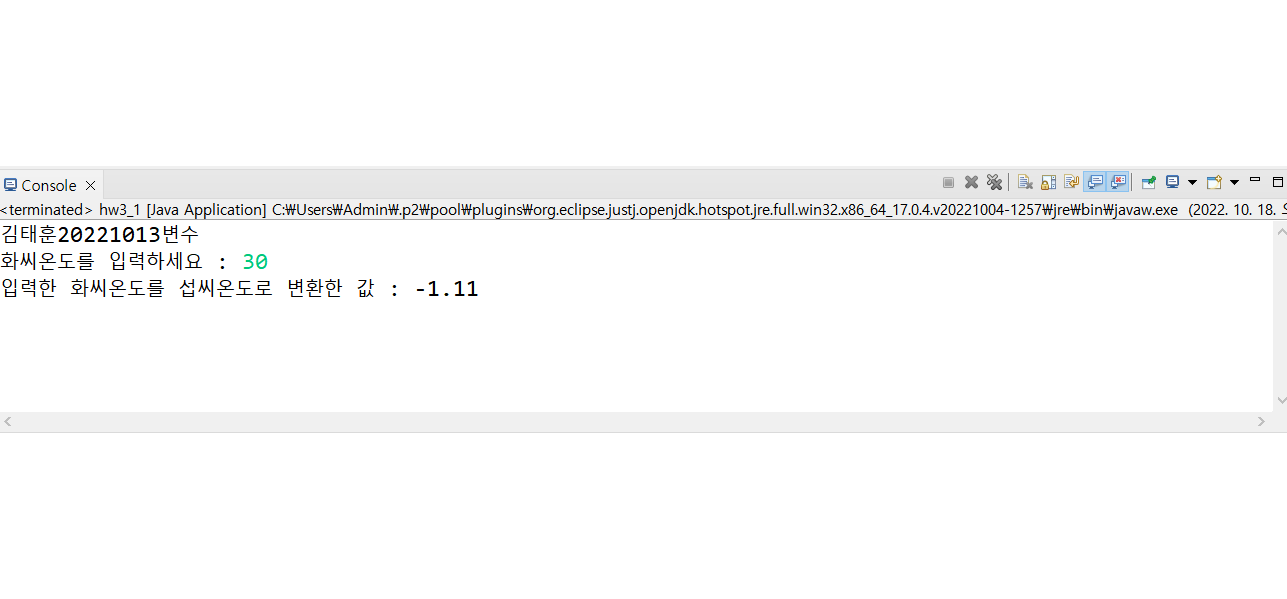 Console
<terminated> hw3_1 [Java Application] C:₩Users₩Admin₩.p2₩pool₩plugins₩org.eclipse.justj.openjdk.hotspot.jre.full.win32.x86_64_17.0.4.v20221004-1257₩jre₩bin₩javaw.exe (2022. 10. 18.
김태훈20221013변수
화씨온도를 입력하세요 : 30
입력한 화씨온도를 섭씨온도로 변환한 값 : -1.11